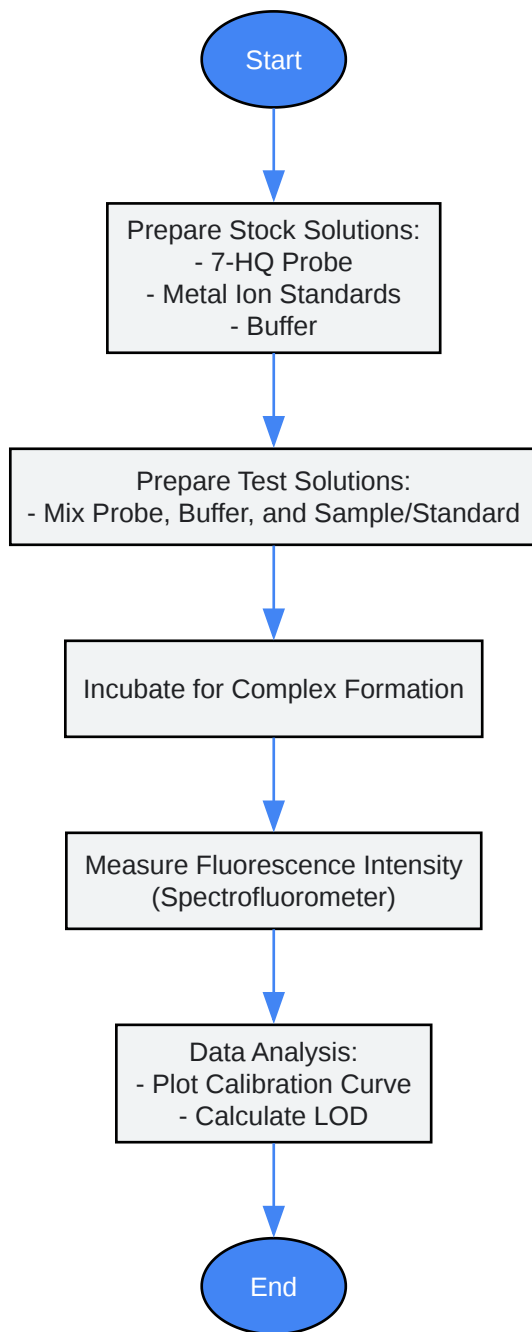 Start
Prepare Stock Solutions:
- 7-HQ Probe
- Metal Ion Standards
- Buffer
Prepare Test Solutions:
- Mix Probe, Buffer, and Sample/Standard
Incubate for Complex Formation
Measure Fluorescence Intensity
(Spectrofluorometer)
Data Analysis:
- Plot Calibration Curve
- Calculate LOD
End